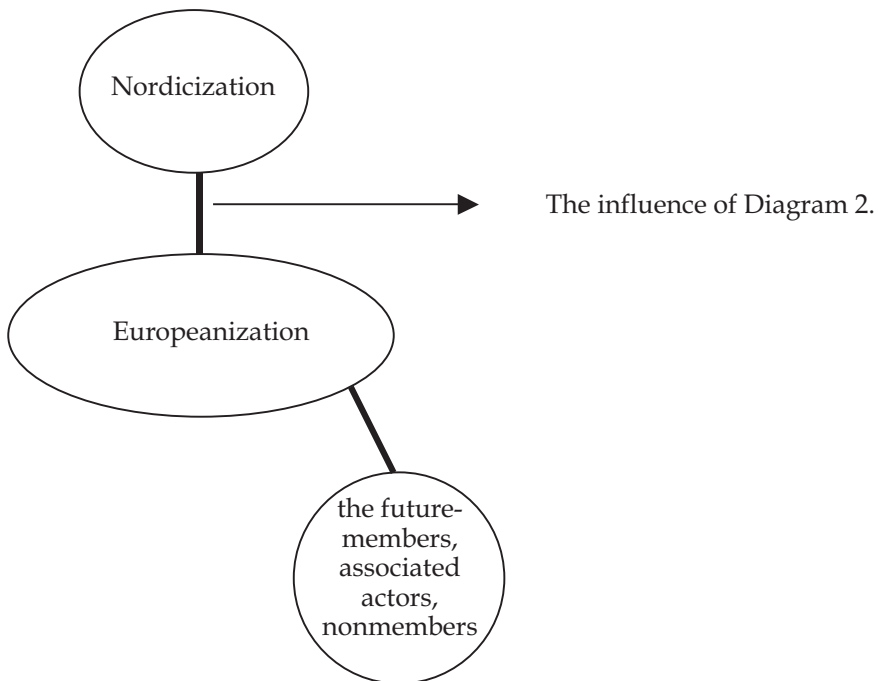 Nordicization
The influence of Diagram 2.
Europeanization
the future-
members,
associated
actors,
nonmembers